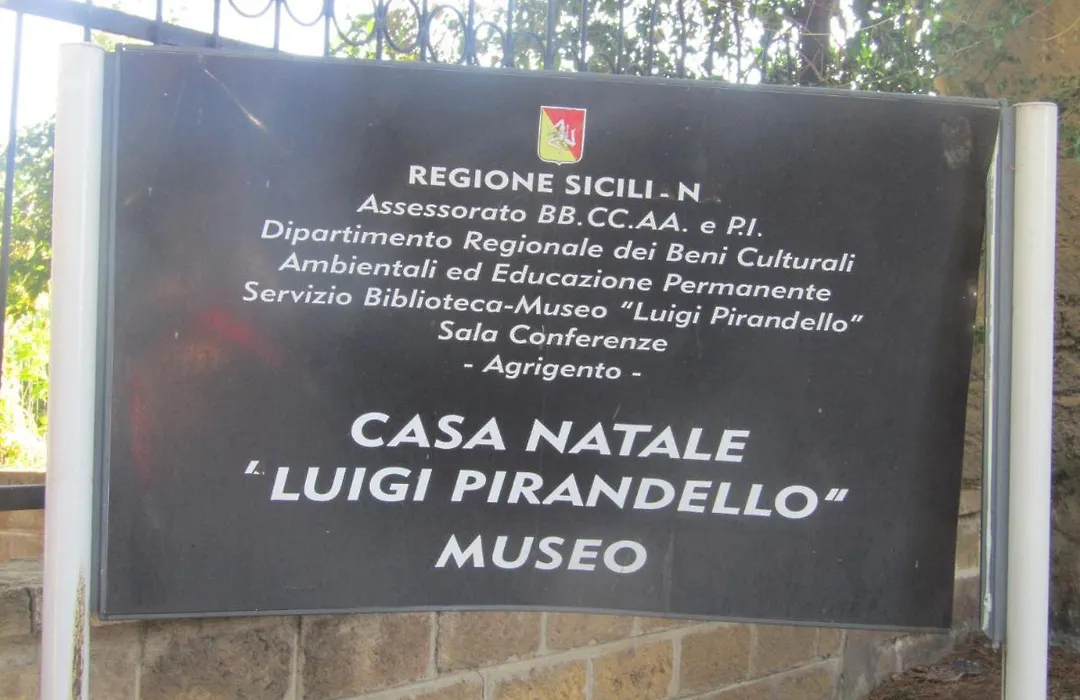 REGIONE SICILI N
Assessorato BB.CC.AA. e P.I.
Dipartimento Regionale dei Beni Culturali
Ambientali ed Educazione Permanente
Servizio Biblioteca-Museo "Luigi Pirandello"
Sala Conferenze
- Agrigento -
CASA NATALE
"LUIGI PIRANDELLO"
MUSEO